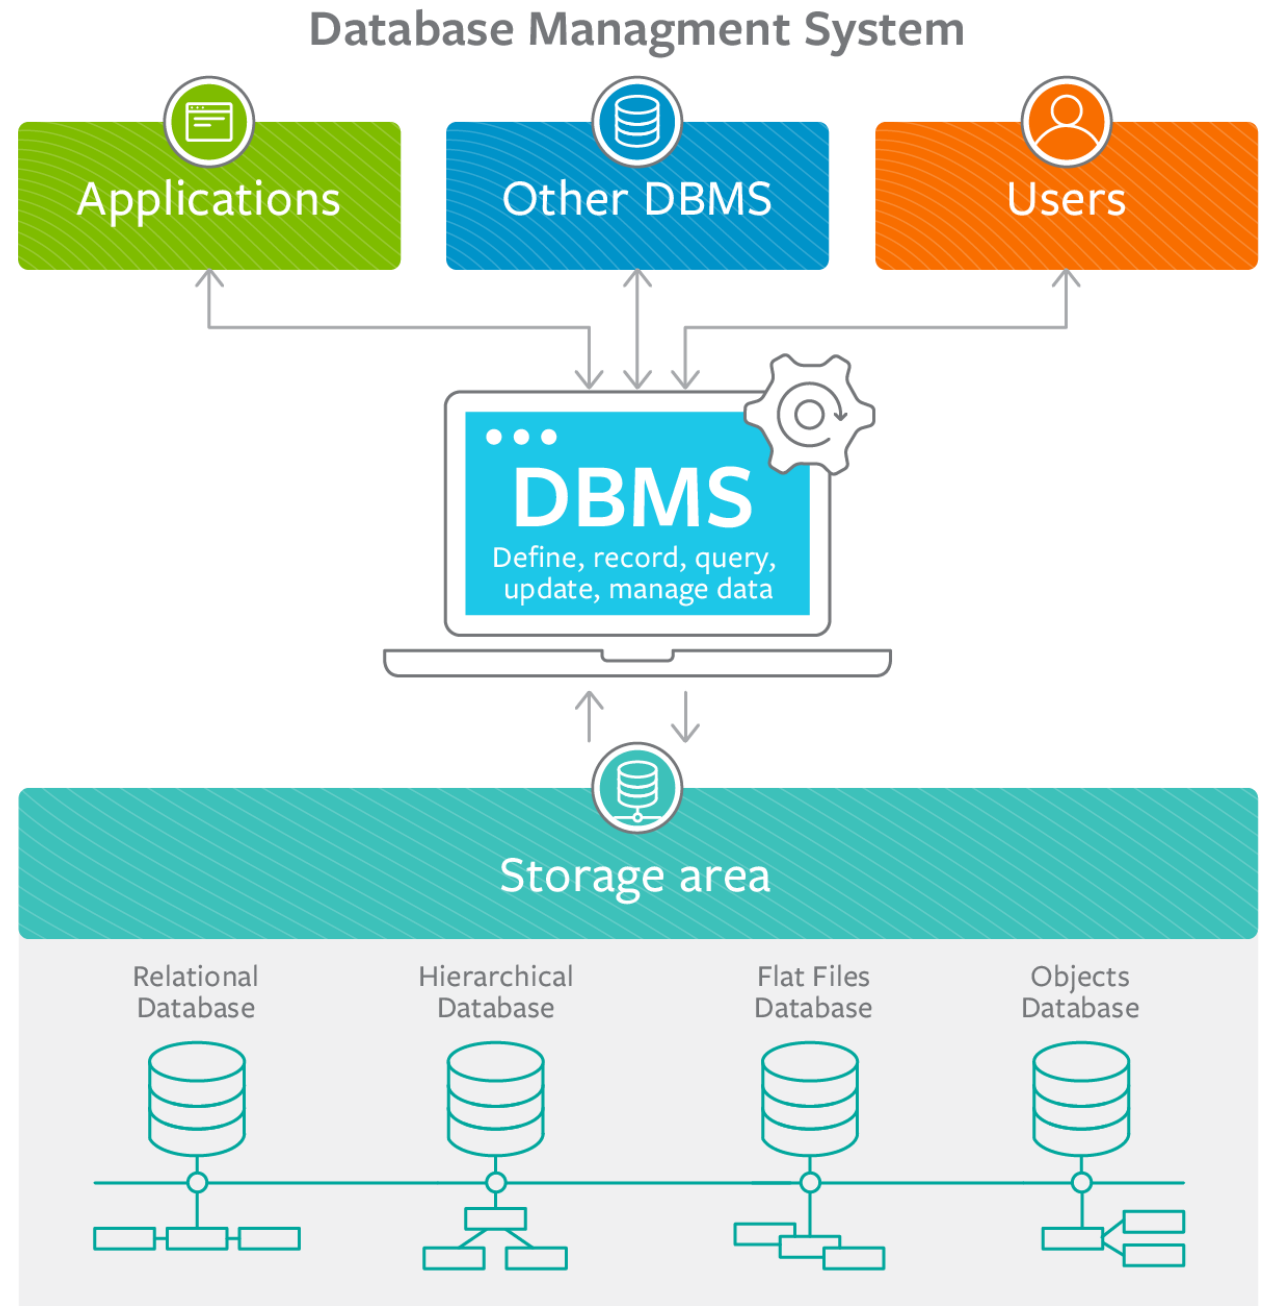 Database Managment System
Applications
Other DBMS
Users
DBMS
Define, record, query,
update, manage data
Storage area
Relational
Database
Hierarchical
Database
Flat Files
Database
Objects
Database